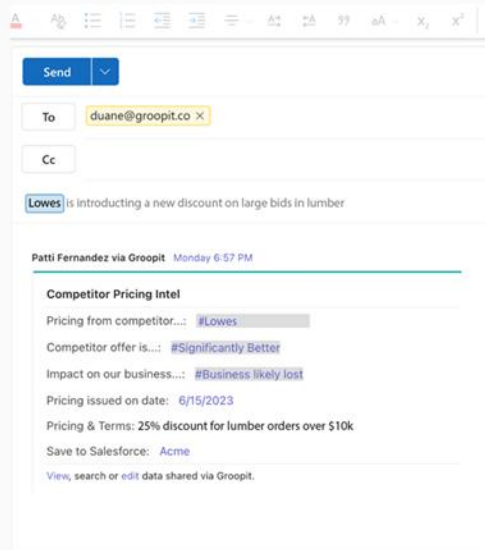 Send
To duane@groopit.co ×
Cc
Lowes is introducting a new discount on large bids in lumber
Patti Fernandez via Groopit Monday 6:57 PM
Competitor Pricing Intel
Pricing from competitor...: #Lowes
Competitor offer is...: #Significantly Better
Impact on our business...: #Business likely lost
Pricing issued on date: 6/15/2023
Pricing & Terms: 25% discount for lumber orders over $10k
Save to Salesforce: Acme
View, search or edit data shared via Groopit.